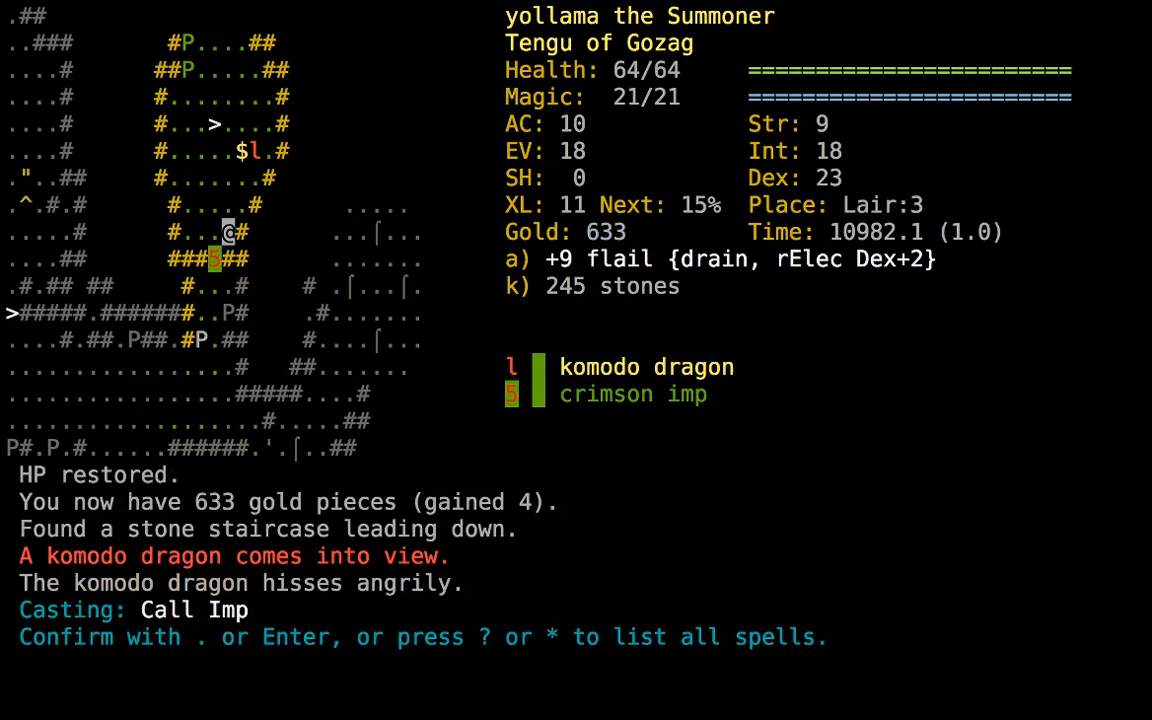 .## yollama the Summoner
..### #P....## Tengu of Gozag
....# ##P.....## Health: 64/64 ========================
....# #........# Magic: 21/21 ========================
....# #...>....# AC: 10 Str: 9
....# #.....$l.# EV: 18 Int: 18
."..## #.......# SH: 0 Dex: 23
.^.#.# #.....# ..... XL: 11 Next: 15% Place: Lair:3
.....# #...@# ...⌠... Gold: 633 Time: 10982.1 (1.0)
....## ###5## ....... a) +9 flail {drain, rElec Dex+2}
.#.## ## #...# # .⌠...⌠. k) 245 stones
>#####.#######..P# .#.......
....#.##.P##.#P.## #....⌠...
.................# ##....... l komodo dragon
.................#####....# 5 crimson imp
...................#.....##
P#.P.#......######.'.⌠..##
HP restored.
You now have 633 gold pieces (gained 4).
Found a stone staircase leading down.
A komodo dragon comes into view.
The komodo dragon hisses angrily.
Casting: Call Imp
Confirm with . or Enter, or press ? or * to list all spells.